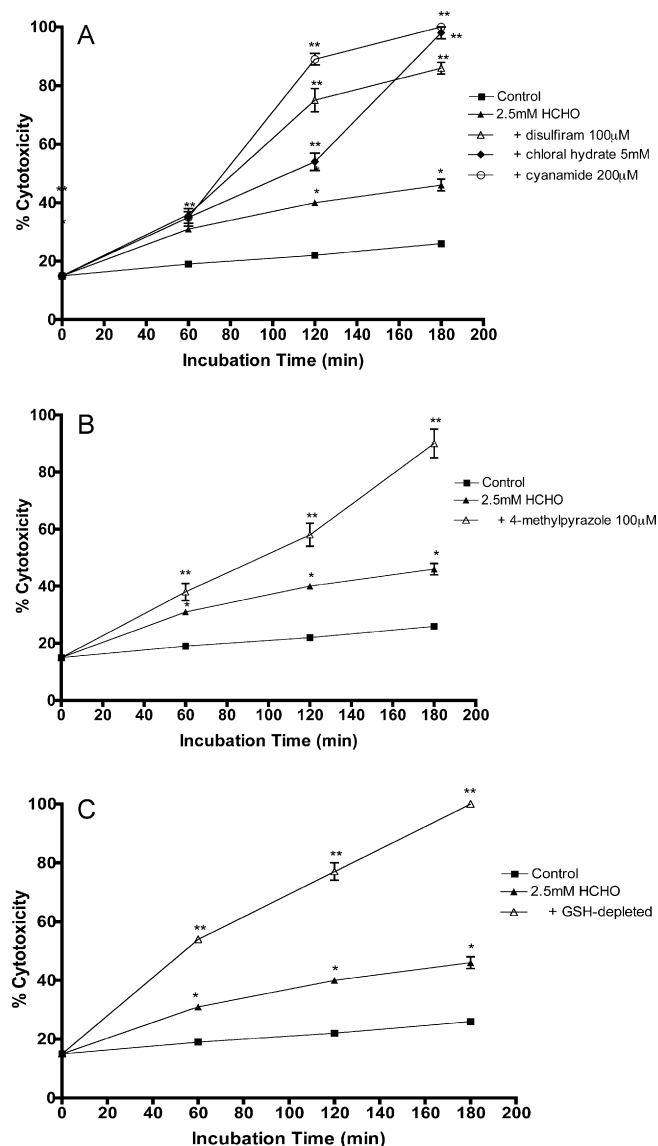 A
100
80
60
40
20
0
% Cytotoxicity
**
*
**
**
**
**
*
*
**
**
**
*
Control
2.5mM HCHO
+ disulfiram 100µM
+ chloral hydrate 5mM
+ cyanamide 200µM
0 20 40 60 80 100 120 140 160 180 200
Incubation Time (min)
B
100
80
60
40
20
0
% Cytotoxicity
**
*
**
*
**
*
Control
2.5mM HCHO
+ 4-methylpyrazole 100µM
0 20 40 60 80 100 120 140 160 180 200
Incubation Time (min)
C
100
80
60
40
20
0
% Cytotoxicity
**
*
**
*
**
*
Control
2.5mM HCHO
+ GSH-depleted
0 20 40 60 80 100 120 140 160 180 200
Incubation Time (min)